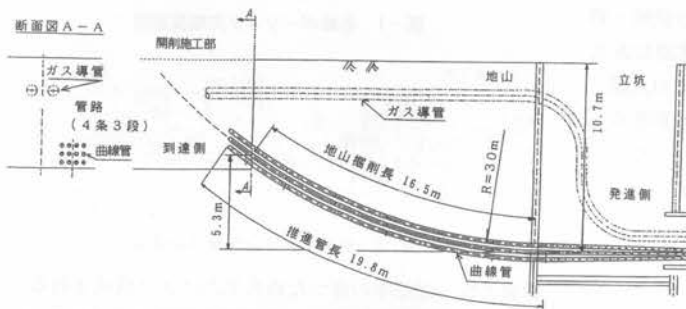 断面図A-A
ガス導管
管路
(4条3段)
曲線管
開削施工部
A
地山
立坑
ガス導管
10.7m
到達側
地山掘削長 16.5m
R=30m
発進側
A
5.3m
推進管長 19.8m
曲線管